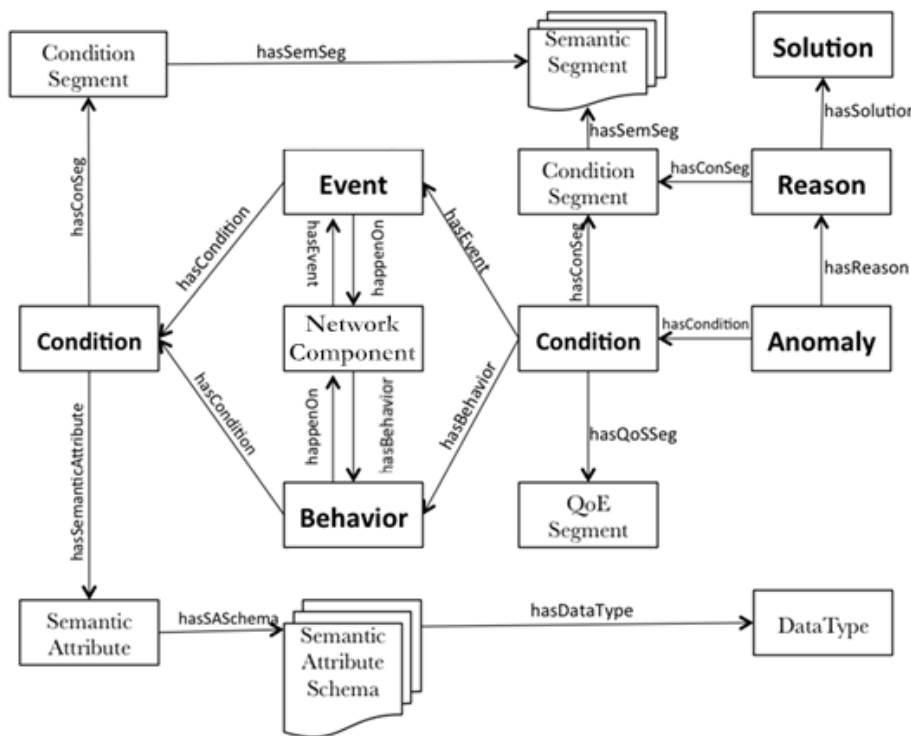 Condition
Segment
hasSemSeg
Semantic
Segment
Solution
hasSolution
hasSemSeg
hasConSeg
Event
Condition
Segment
hasConSeg
Reason
hasCondition
hasEvent
happenOn
hasEvent
hasConSeg
hasReason
Condition
Network
Component
Condition
hasCondition
Anomaly
hasCondition
happenOn
hasBehavior
hasBehavior
hasQoSSeg
hasSemanticAttribute
Behavior
QoE
Segment
Semantic
Attribute
hasSASchema
Semantic
Attribute
Schema
hasDataType
DataType